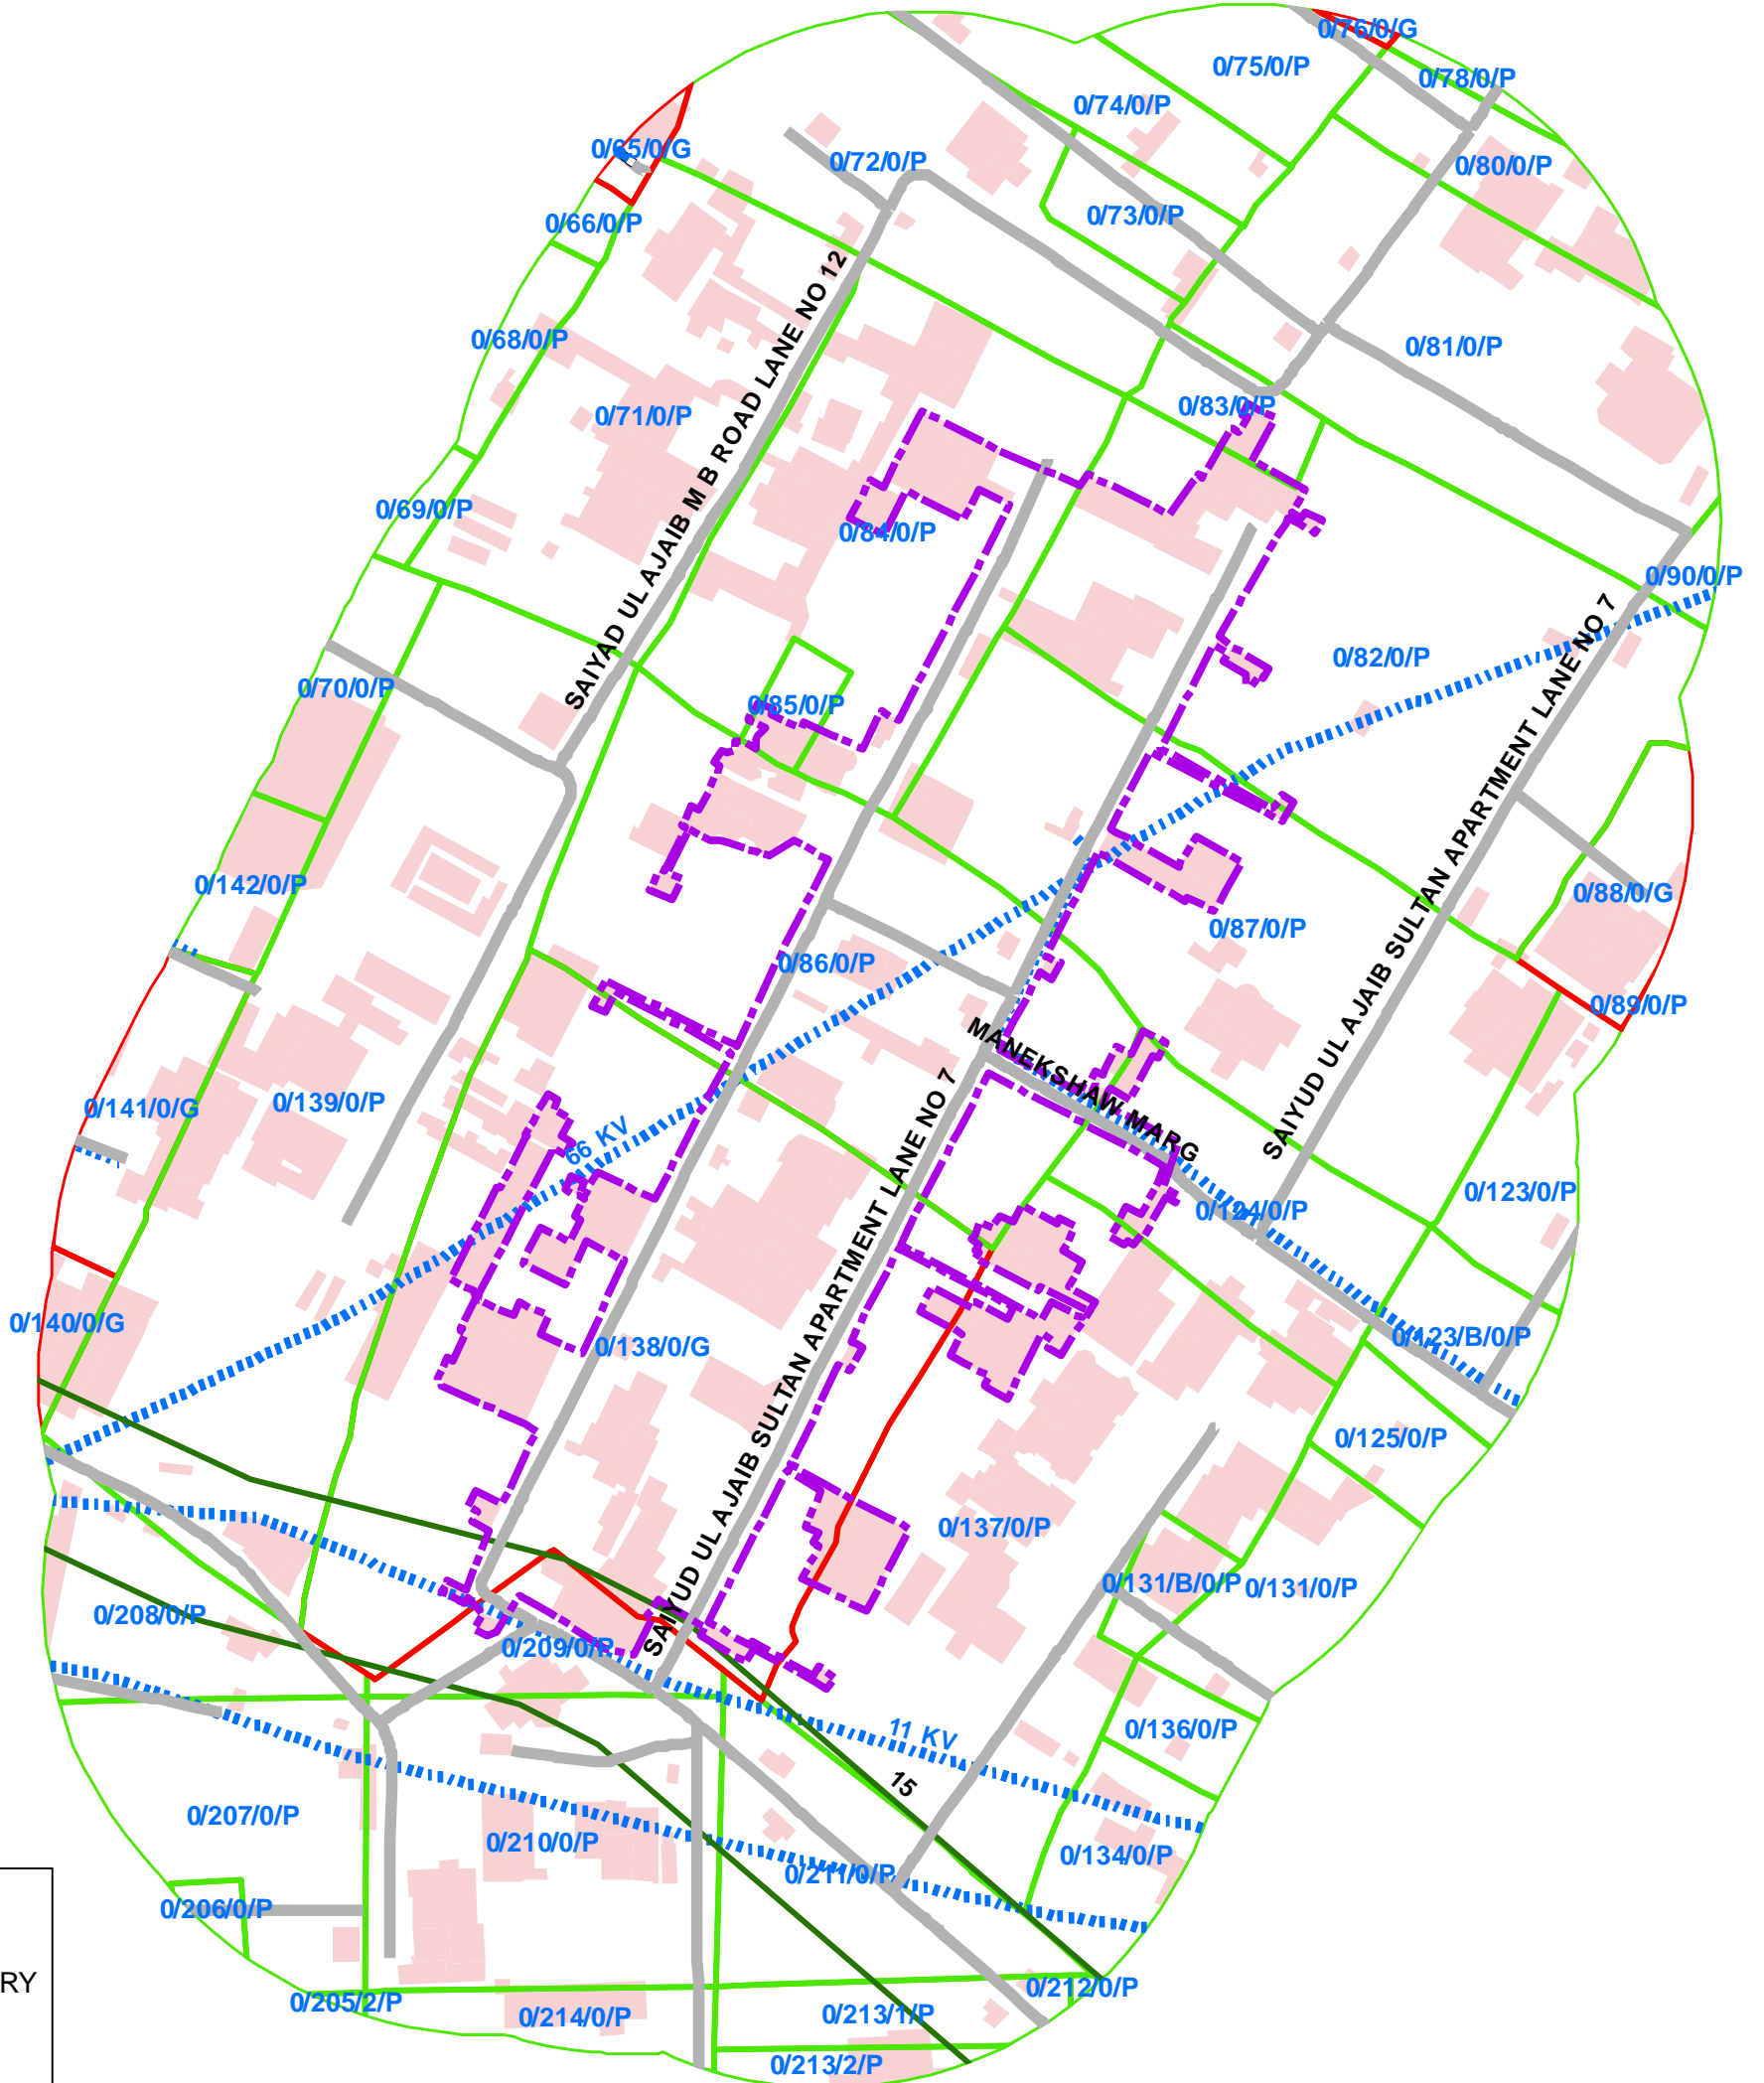 0/76/0/G
0/75/0/P
0/78/0/P
0/74/0/P
0/65/0/G
0/72/0/P
0/80/0/P
0/66/0/P
0/73/0/P
0/68/0/P
0/81/0/P
SAIYAD UL AJAIB M B ROAD LANE NO 12
0/71/0/P
0/83/0/P
0/69/0/P
0/84/0/P
0/90/0/P
0/82/0/P
0/70/0/P
0/85/0/P
SAIYUD UL AJAIB SULTAN APARTMENT LANE NO 7
0/142/0/P
0/88/0/G
0/87/0/P
0/86/0/P
0/89/0/P
MANEKSHAW MARG
0/139/0/P
0/141/0/G
66 KV
0/123/0/P
0/124/0/P
0/140/0/G
0/138/0/G
0/123/B/0/P
SAIYUD UL AJAIB SULTAN APARTMENT LANE NO 7
0/125/0/P
0/137/0/P
0/131/B/0/P
0/131/0/P
0/208/0/P
0/209/0/P
11 KV
0/136/0/P
15
0/207/0/P
0/210/0/P
0/134/0/P
0/211/0/P
0/206/0/P
RY
0/212/0/P
0/205/2/P
0/214/0/P
0/213/1/P
0/213/2/P